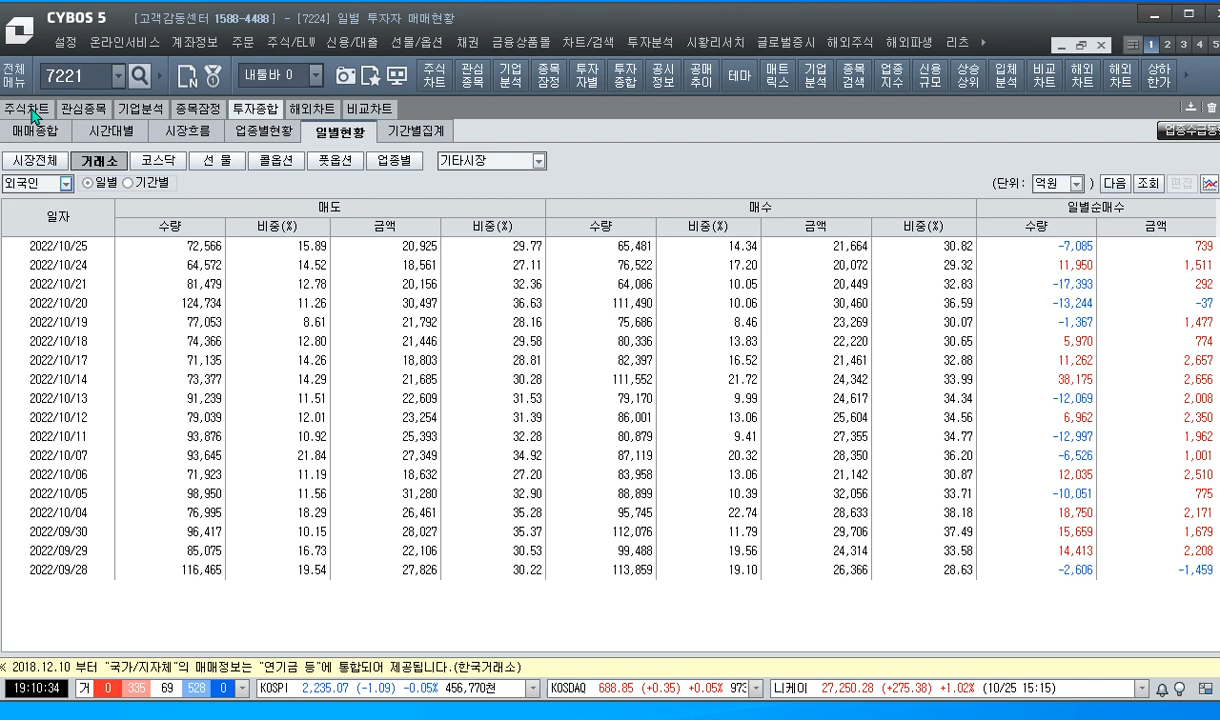 CYBOS 5 [고객감동센터 1588-4488] - [7224] 일별 투자자 매매현황
설정 온라인서비스 계좌정보 주문 주식/ELW 신용/대출 선물/옵션 채권 금융상품몰 차트/검색 투자분석 시황리서치 글로벌증시 해외주식 해외파생 리츠 1 2 3 4 5
전체메뉴 7221 내툴바 0 주식차트 관심종목 기업분석 종목잠정 투자자별 투자종합 공시정보 공매추이 테마 매트릭스 기업분석 종목검색 업종지수 신용규모 상승상위 입체분석 비교차트 해외차트 해외차트 상하한가
주식차트 관심종목 기업분석 종목잠정 투자종합 해외차트 비교차트
매매종합 시간대별 시장흐름 업종별현황 일별현황 기간별집계 업종수급동
시장전체 거래소 코스닥 선 물 콜옵션 풋옵션 업종별 기타시장
외국인 일별 기간별 (단위: 억원 ) 다음 조회 편집
일자 매도 매수 일별순매수
수량 비중(%) 금액 비중(%) 수량 비중(%) 금액 비중(%) 수량 금액
2022/10/25 72,566 15.89 20,925 29.77 65,481 14.34 21,664 30.82 -7,085 739
2022/10/24 64,572 14.52 18,561 27.11 76,522 17.20 20,072 29.32 11,950 1,511
2022/10/21 81,479 12.78 20,156 32.36 64,086 10.05 20,449 32.83 -17,393 292
2022/10/20 124,734 11.26 30,497 36.63 111,490 10.06 30,460 36.59 -13,244 -37
2022/10/19 77,053 8.61 21,792 28.16 75,686 8.46 23,269 30.07 -1,367 1,477
2022/10/18 74,366 12.80 21,446 29.58 80,336 13.83 22,220 30.65 5,970 774
2022/10/17 71,135 14.26 18,803 28.81 82,397 16.52 21,461 32.88 11,262 2,657
2022/10/14 73,377 14.29 21,685 30.28 111,552 21.72 24,342 33.99 38,175 2,656
2022/10/13 91,239 11.51 22,609 31.53 79,170 9.99 24,617 34.34 -12,069 2,008
2022/10/12 79,039 12.01 23,254 31.39 86,001 13.06 25,604 34.56 6,962 2,350
2022/10/11 93,876 10.92 25,393 32.28 80,879 9.41 27,355 34.77 -12,997 1,962
2022/10/07 93,645 21.84 27,349 34.92 87,119 20.32 28,350 36.20 -6,526 1,001
2022/10/06 71,923 11.19 18,632 27.20 83,958 13.06 21,142 30.87 12,035 2,510
2022/10/05 98,950 11.56 31,280 32.90 88,899 10.39 32,056 33.71 -10,051 775
2022/10/04 76,995 18.29 26,461 35.28 95,745 22.74 28,633 38.18 18,750 2,171
2022/09/30 96,417 10.15 28,027 35.37 112,076 11.79 29,706 37.49 15,659 1,679
2022/09/29 85,075 16.73 22,106 30.53 99,488 19.56 24,314 33.58 14,413 2,208
2022/09/28 116,465 19.54 27,826 30.22 113,859 19.10 26,366 28.63 -2,606 -1,459
※ 2018.12.10 부터 "국가/지자체"의 매매정보는 "연기금 등"에 통합되어 제공됩니다.(한국거래소)
19:10:34 거 0 335 69 528 0 KOSPI 2,235.07 (-1.09) -0.05% 456,770천 KOSDAQ 688.85 (+0.35) +0.05% 973 니케이 27,250.28 (+275.38) +1.02% (10/25 15:15)